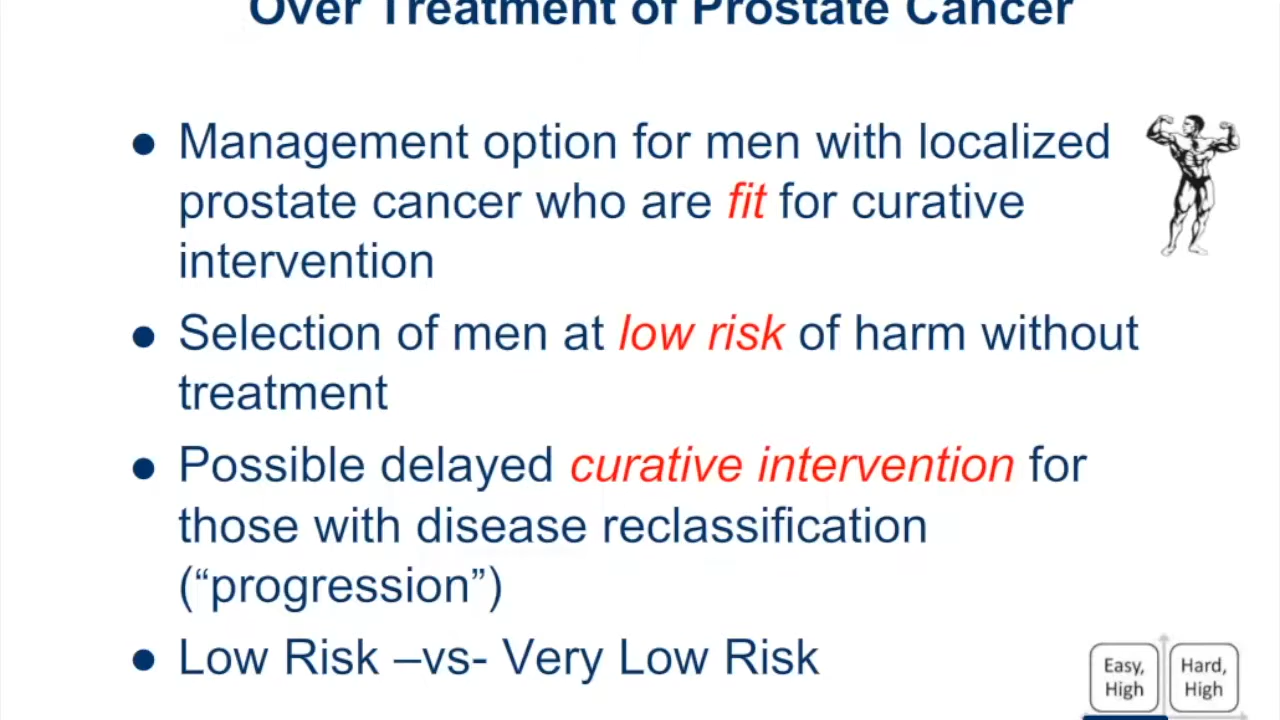 Over Treatment of Prostate Cancer
● Management option for men with localized
prostate cancer who are fit for curative
intervention
● Selection of men at low risk of harm without
treatment
● Possible delayed curative intervention for
those with disease reclassification
(“progression”)
● Low Risk –vs- Very Low Risk
Easy,
High
Hard,
High